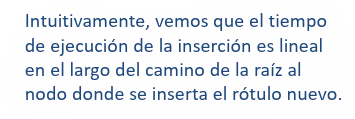 Intuitivamente, vemos que el tiempo
de ejecución de la inserción es lineal
en el largo del camino de la raíz al
nodo donde se inserta el rótulo nuevo.